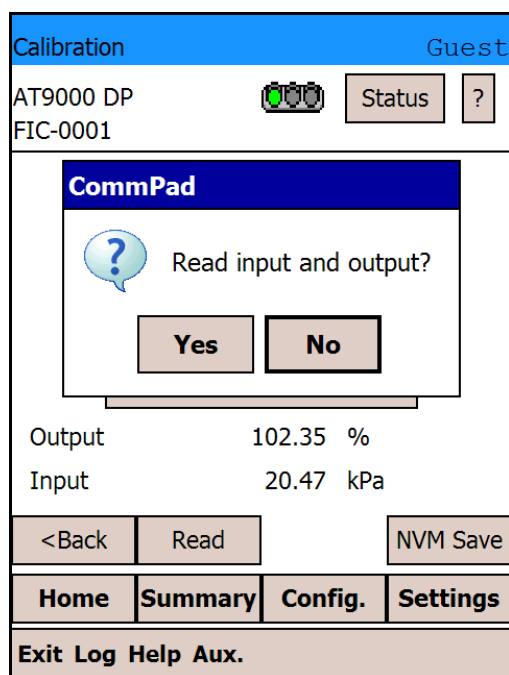 Calibration Guest
AT9000 DP Status ?
FIC-0001
CommPad
? Read input and output?
Yes No
Output 102.35 %
Input 20.47 kPa
<Back Read NVM Save
Home Summary Config. Settings
Exit Log Help Aux.